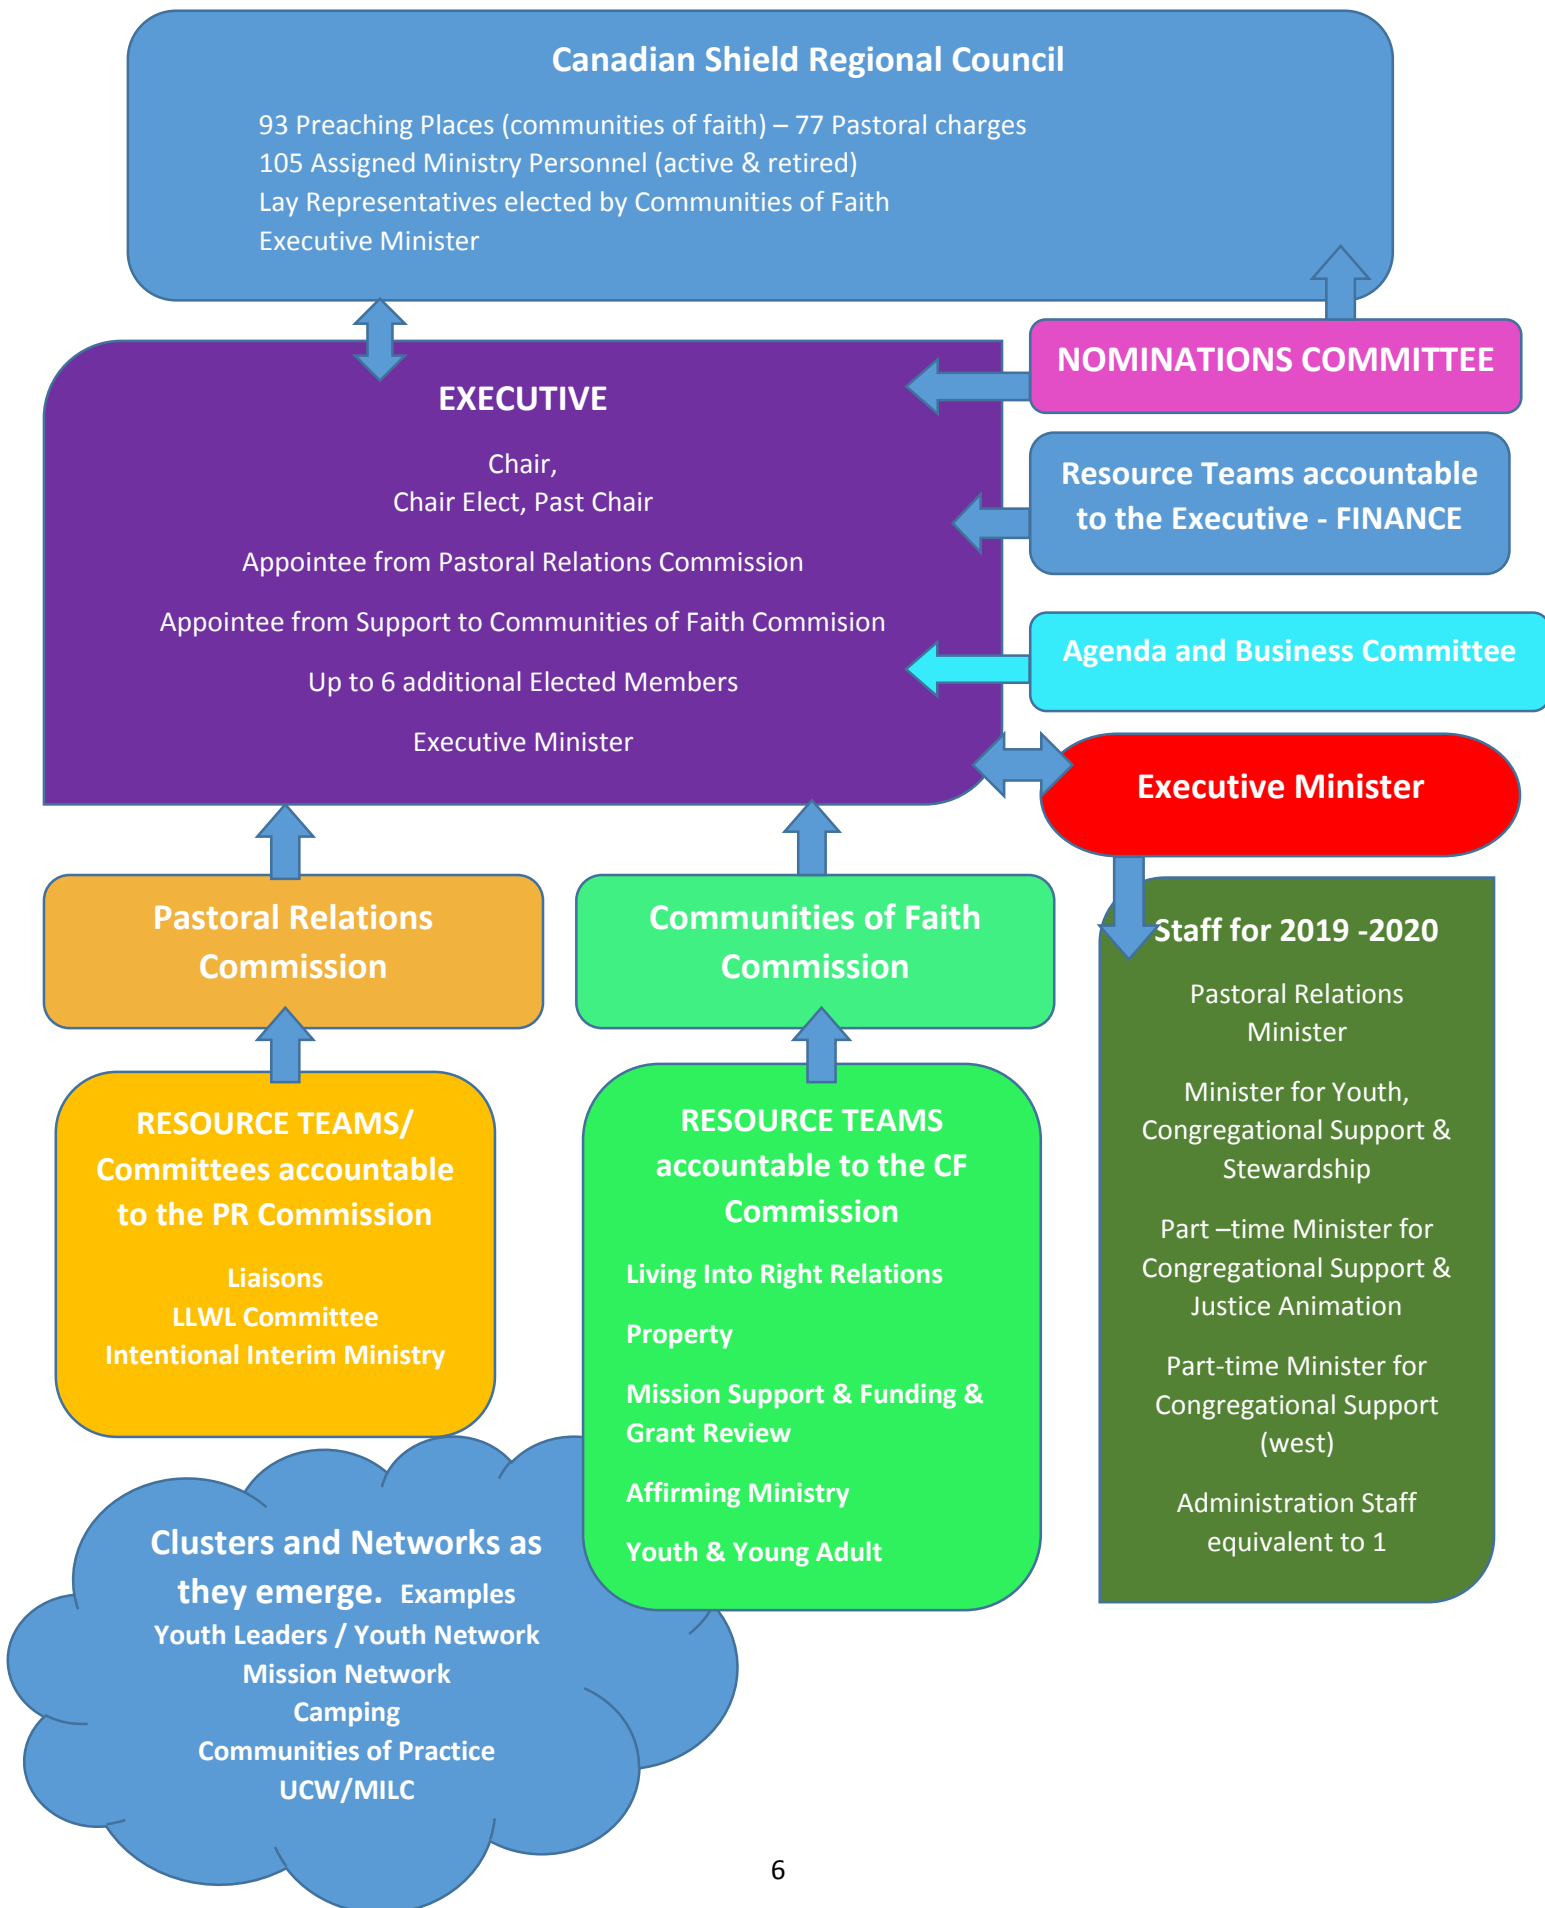 Canadian Shield Regional Council
93 Preaching Places (communities of faith) – 77 Pastoral charges
105 Assigned Ministry Personnel (active & retired)
Lay Representatives elected by Communities of Faith
Executive Minister
NOMINATIONS COMMITTEE
EXECUTIVE
Chair,
Chair Elect, Past Chair
Appointee from Pastoral Relations Commission
Appointee from Support to Communities of Faith Commision
Up to 6 additional Elected Members
Executive Minister
Resource Teams accountable
to the Executive - FINANCE
Agenda and Business Committee
Executive Minister
Pastoral Relations
Commission
Communities of Faith
Commission
Staff for 2019 -2020
Pastoral Relations
Minister
Minister for Youth,
Congregational Support &
Stewardship
Part –time Minister for
Congregational Support &
Justice Animation
Part-time Minister for
Congregational Support
(west)
Administration Staff
equivalent to 1
RESOURCE TEAMS/
Committees accountable
to the PR Commission
Liaisons
LLWL Committee
Intentional Interim Ministry
RESOURCE TEAMS
accountable to the CF
Commission
Living Into Right Relations
Property
Mission Support & Funding &
Grant Review
Affirming Ministry
Youth & Young Adult
Clusters and Networks as
they emerge. Examples
Youth Leaders / Youth Network
Mission Network
Camping
Communities of Practice
UCW/MILC
6